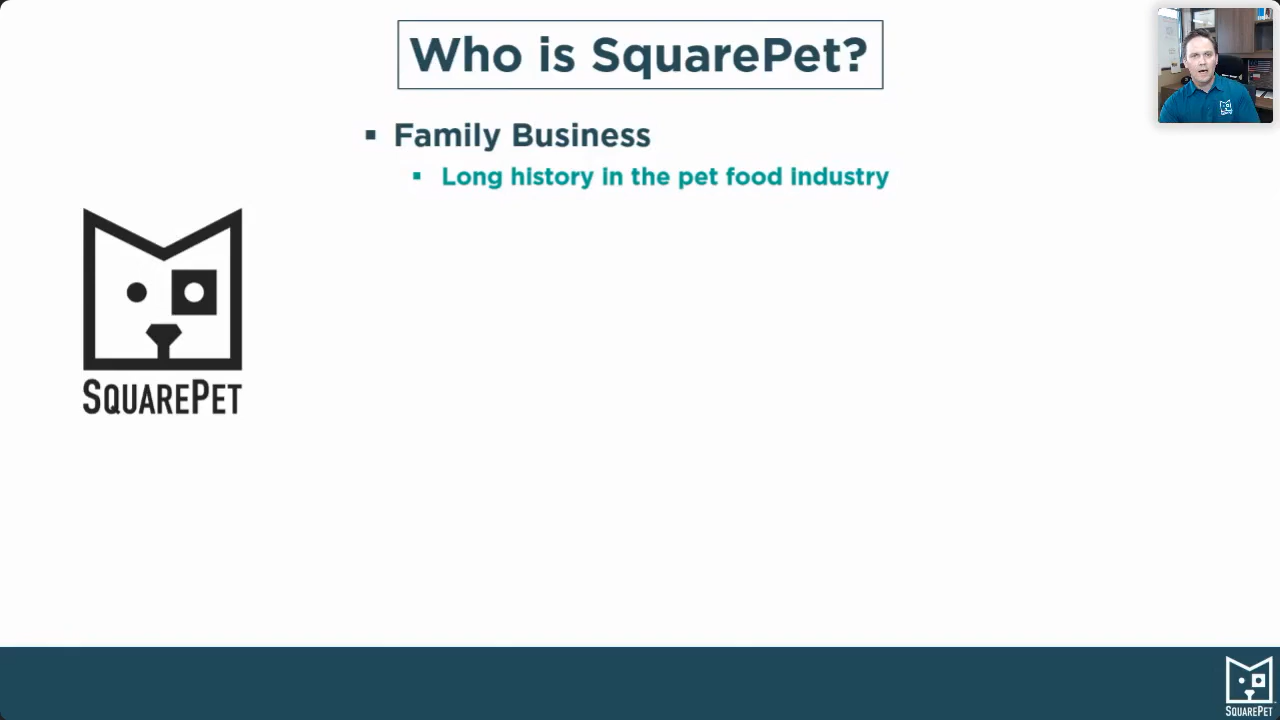 Who is SquarePet?
▪ Family Business
▪ Long history in the pet food industry
SQUAREPET
SQUAREPET